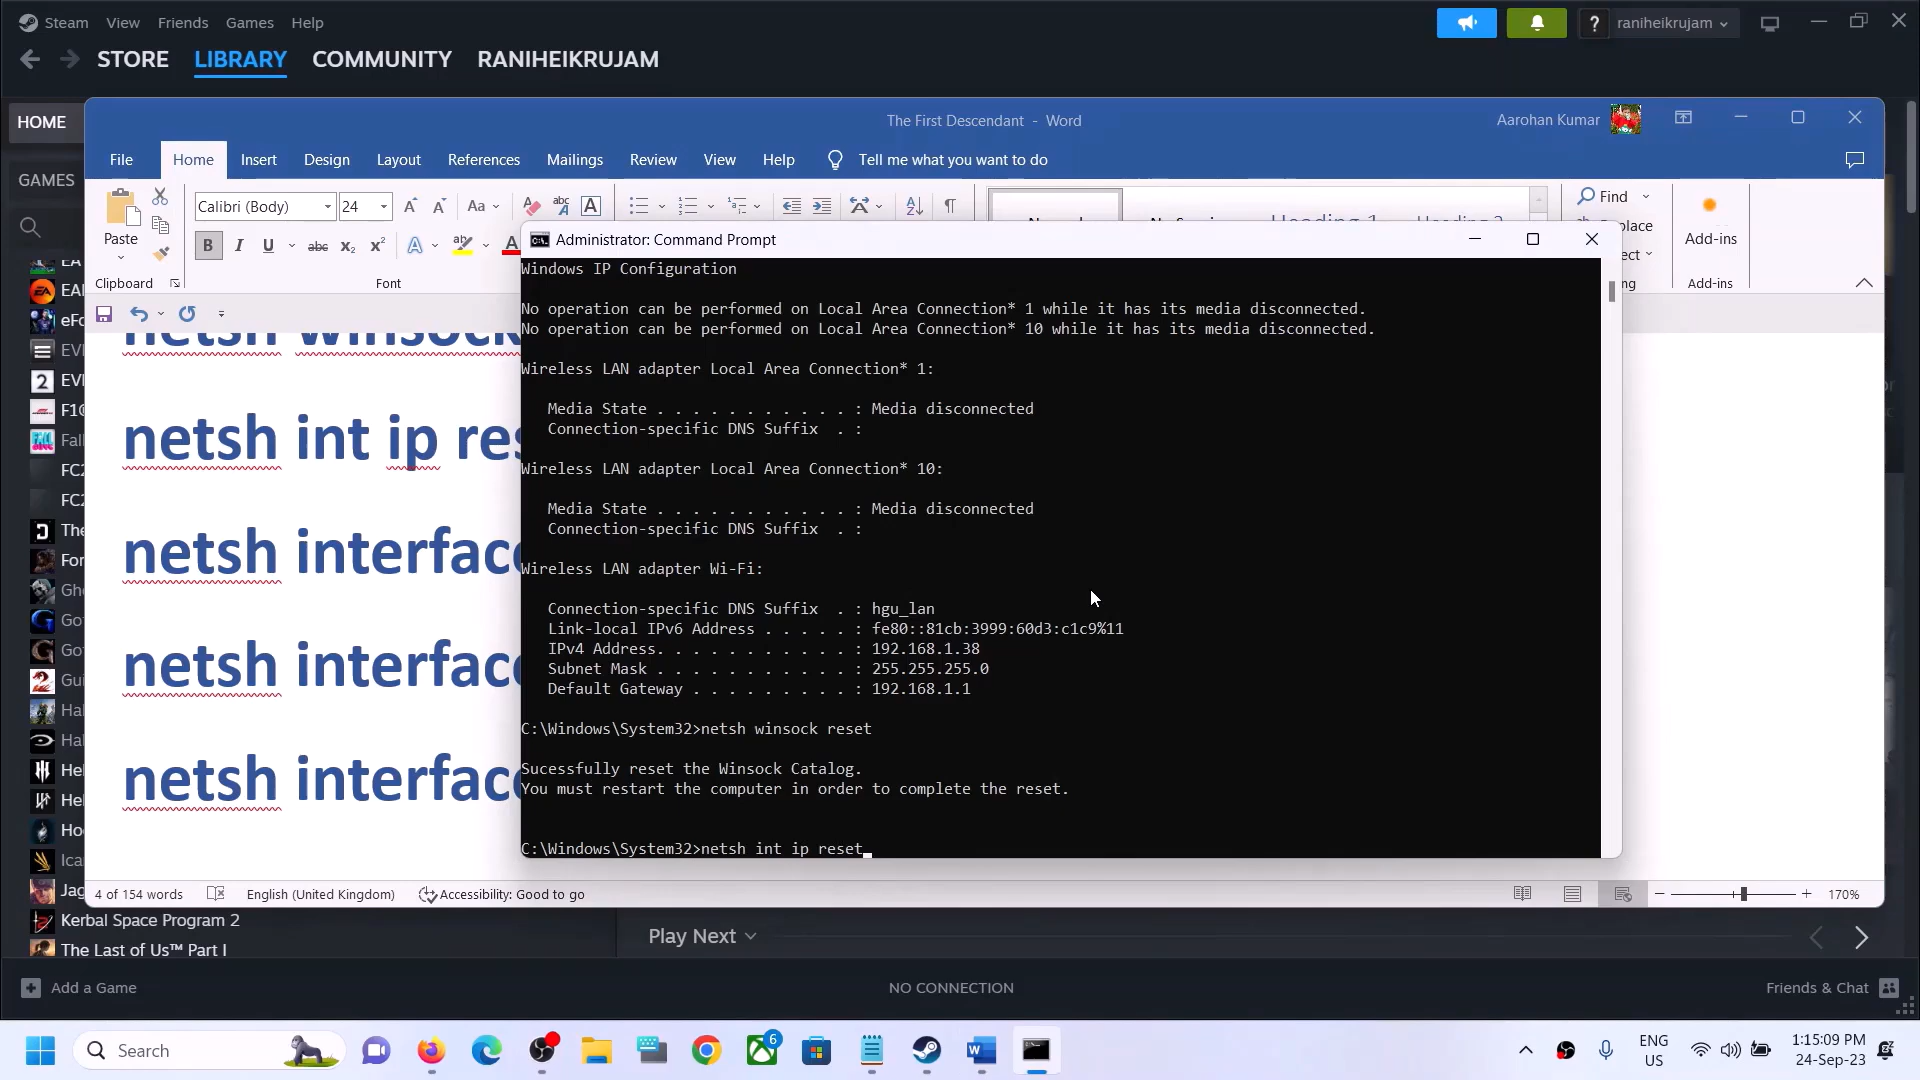 Steam View Friends Games Help
raniheikrujam
STORE LIBRARY COMMUNITY RANIHEIKRUJAM
HOME
GAMES
The First Descendant - Word
Aarohan Kumar
File Home Insert Design Layout References Mailings Review View Help Tell me what you want to do
Paste
Calibri (Body) 24
Aa
B I U abc x₂ x²
Find
Add-ins
Clipboard
Font
Add-ins
netsh
netsh int ip
netsh
netsh
netsh
Administrator: Command Prompt
Windows IP Configuration
No operation can be performed on Local Area Connection* 1 while it has its media disconnected.
No operation can be performed on Local Area Connection* 10 while it has its media disconnected.
Wireless LAN adapter Local Area Connection* 1:
Media State . . . . . . . . . . . : Media disconnected
Connection-specific DNS Suffix . :
Wireless LAN adapter Local Area Connection* 10:
Media State . . . . . . . . . . . : Media disconnected
Connection-specific DNS Suffix . :
Wireless LAN adapter Wi-Fi:
Connection-specific DNS Suffix . : hgu_lan
Link-local IPv6 Address . . . . . : fe80::81cb:3999:60d3:c1c9%11
IPv4 Address. . . . . . . . . . . : 192.168.1.38
Subnet Mask . . . . . . . . . . . : 255.255.255.0
Default Gateway . . . . . . . . . : 192.168.1.1
C:\Windows\System32>netsh winsock reset
Sucessfully reset the Winsock Catalog.
You must restart the computer in order to complete the reset.
C:\Windows\System32>netsh int ip reset_
4 of 154 words English (United Kingdom) Accessibility: Good to go
170%
Kerbal Space Program 2
The Last of Us™ Part I
Play Next
Add a Game
NO CONNECTION
Friends & Chat
Search
6
ENG
US
1:15:09 PM
24-Sep-23